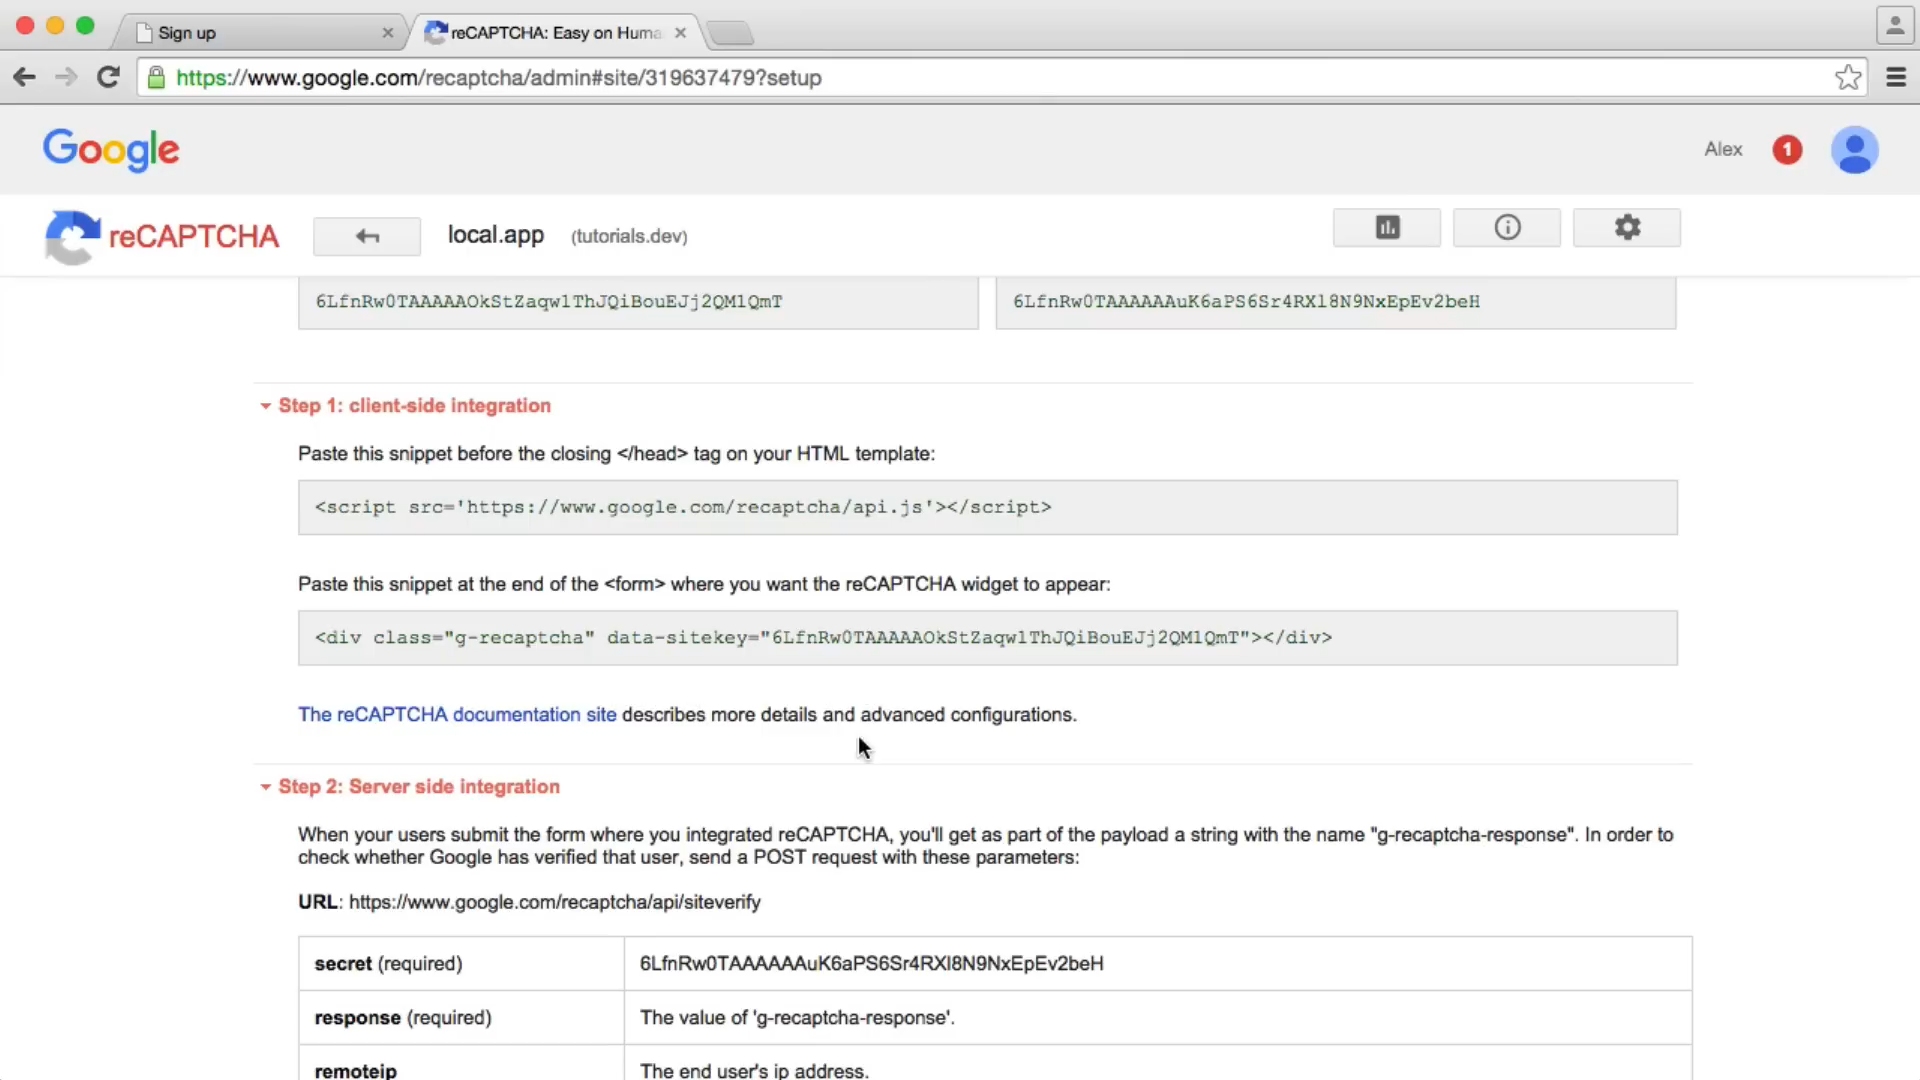 Sign up
reCAPTCHA: Easy on Huma
https://www.google.com/recaptcha/admin#site/319637479?setup
Google
Alex
1
reCAPTCHA
local.app (tutorials.dev)
6LfnRw0TAAAAAOkStZaqw1ThJQiBouEJj2QM1QmT
6LfnRw0TAAAAAAuK6aPS6Sr4RXl8N9NxEpEv2beH
Step 1: client-side integration
Paste this snippet before the closing </head> tag on your HTML template:
<script src='https://www.google.com/recaptcha/api.js'></script>
Paste this snippet at the end of the <form> where you want the reCAPTCHA widget to appear:
<div class="g-recaptcha" data-sitekey="6LfnRw0TAAAAAOkStZaqw1ThJQiBouEJj2QM1QmT"></div>
The reCAPTCHA documentation site describes more details and advanced configurations.
Step 2: Server side integration
When your users submit the form where you integrated reCAPTCHA, you'll get as part of the payload a string with the name "g-recaptcha-response". In order to
check whether Google has verified that user, send a POST request with these parameters:
URL: https://www.google.com/recaptcha/api/siteverify
secret (required) 6LfnRw0TAAAAAAuK6aPS6Sr4RXl8N9NxEpEv2beH
response (required) The value of 'g-recaptcha-response'.
remoteip The end user's ip address.